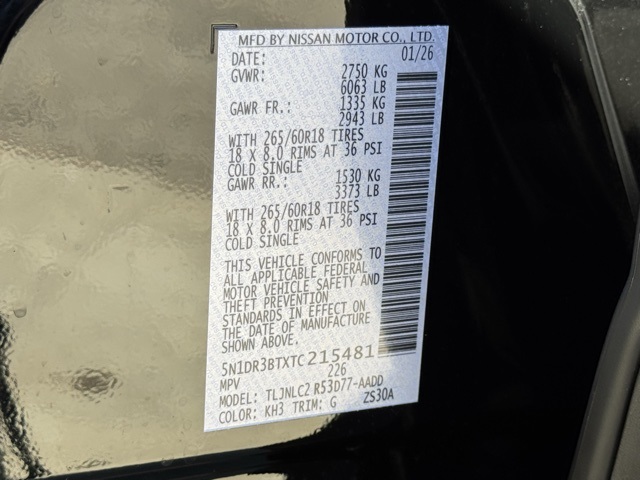 MFD BY NISSAN MOTOR CO., LTD.
DATE: 01/26
GVWR: 2750 KG
6063 LB
GAWR FR.: 1335 KG
2943 LB
WITH 265/60R18 TIRES
18 X 8.0 RIMS AT 36 PSI
COLD SINGLE
GAWR RR.: 1530 KG
3373 LB
WITH 265/60R18 TIRES
18 X 8.0 RIMS AT 36 PSI
COLD SINGLE
THIS VEHICLE CONFORMS TO
ALL APPLICABLE FEDERAL
MOTOR VEHICLE SAFETY AND
THEFT PREVENTION
STANDARDS IN EFFECT ON
THE DATE OF MANUFACTURE
SHOWN ABOVE.
5N1DR3BTXTC215481
MPV 226
MODEL: TLJNLC2 R53D77-AADD
COLOR: KH3 TRIM: G ZS30A